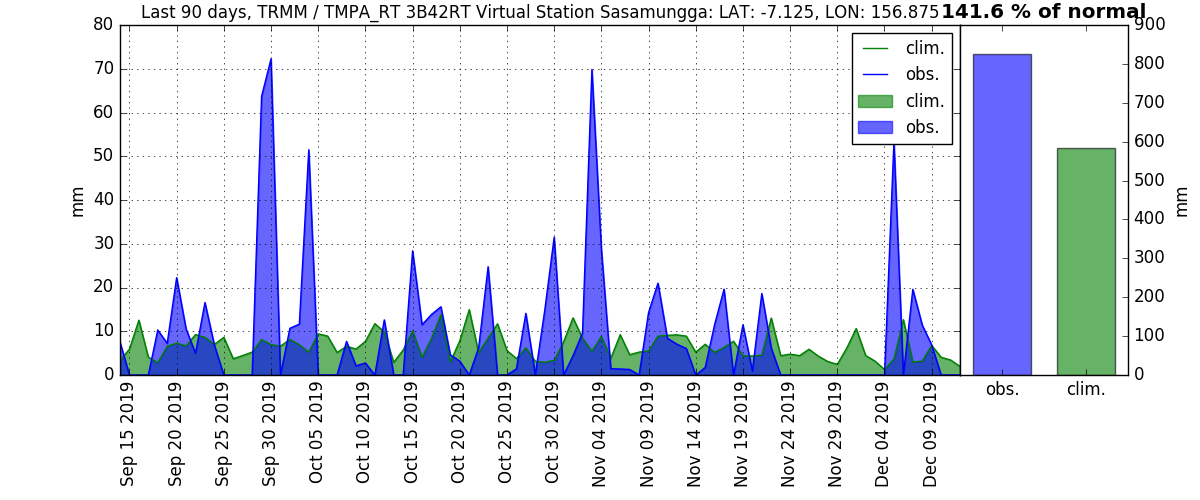 Last 90 days, TRMM / TMPA_RT 3B42RT Virtual Station Sasamungga: LAT: -7.125, LON: 156.875
141.6 % of normal
80
70
60
50
40
30
20
10
0
mm
clim.
obs.
clim.
obs.
900
800
700
600
500
400
300
200
100
0
mm
obs.
clim.
Sep 15 2019
Sep 20 2019
Sep 25 2019
Sep 30 2019
Oct 05 2019
Oct 10 2019
Oct 15 2019
Oct 20 2019
Oct 25 2019
Oct 30 2019
Nov 04 2019
Nov 09 2019
Nov 14 2019
Nov 19 2019
Nov 24 2019
Nov 29 2019
Dec 04 2019
Dec 09 2019